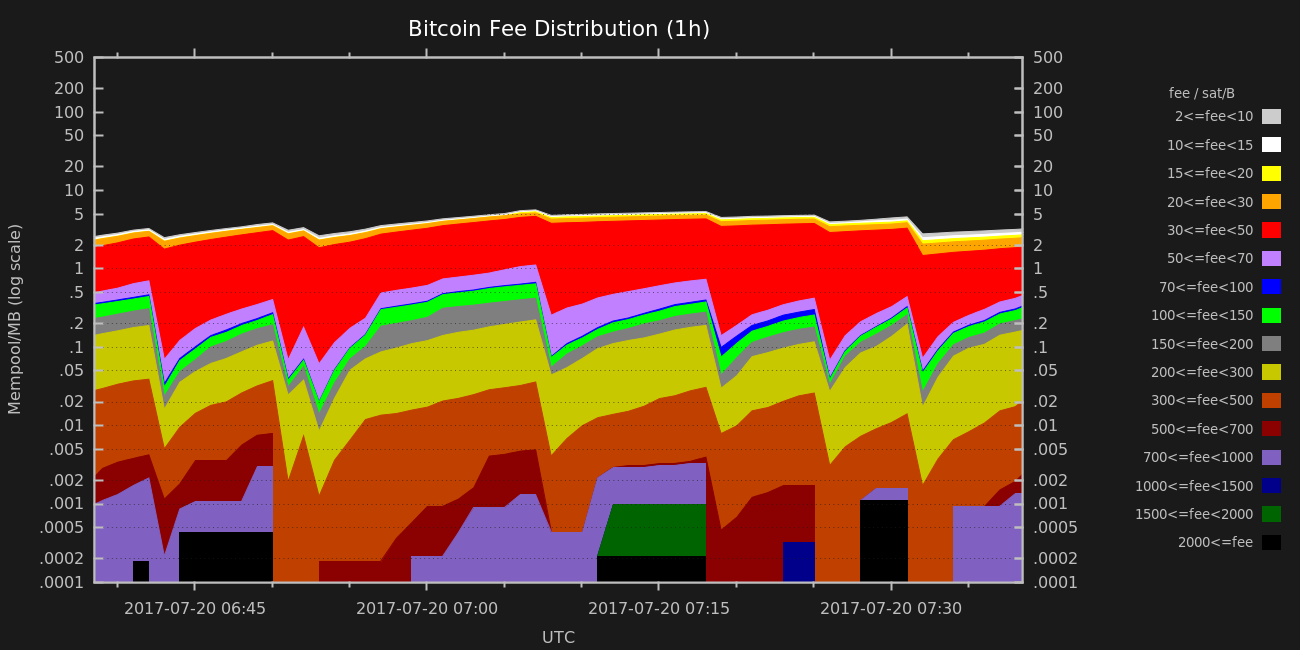 Bitcoin Fee Distribution (1h)
500
200
100
50
20
10
5
2
1
.5
.2
.1
.05
.02
.01
.005
.002
.001
.0005
.0002
.0001
Mempool/MB (log scale)
500
200
100
50
20
10
5
2
1
.5
.2
.1
.05
.02
.01
.005
.002
.001
.0005
.0002
.0001
2017-07-20 06:45 2017-07-20 07:00 2017-07-20 07:15 2017-07-20 07:30
UTC
fee / sat/B
2<=fee<10
10<=fee<15
15<=fee<20
20<=fee<30
30<=fee<50
50<=fee<70
70<=fee<100
100<=fee<150
150<=fee<200
200<=fee<300
300<=fee<500
500<=fee<700
700<=fee<1000
1000<=fee<1500
1500<=fee<2000
2000<=fee